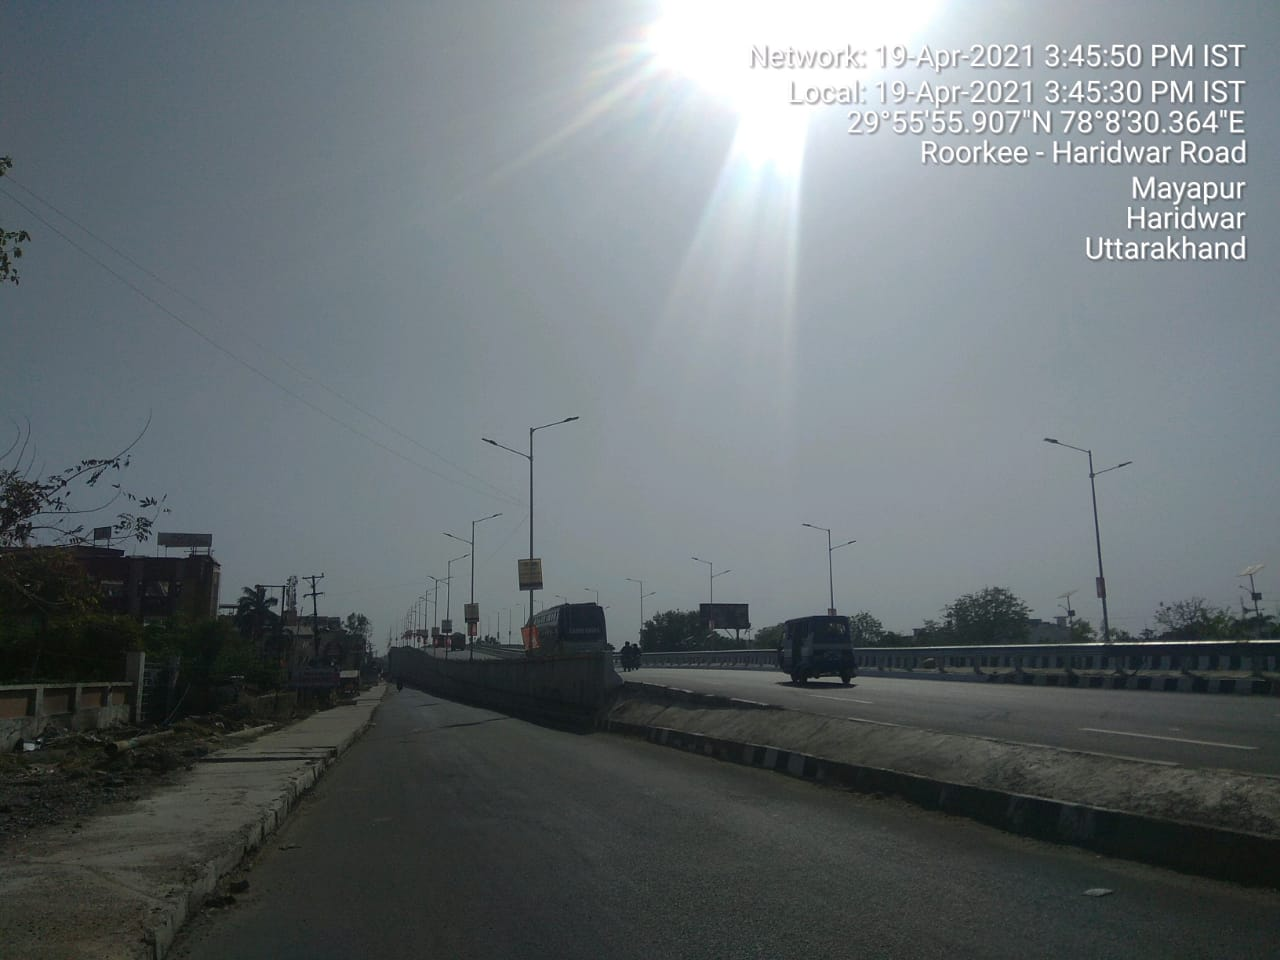 Network: 19-Apr-2021 3:45:50 PM IST
Local: 19-Apr-2021 3:45:30 PM IST
29°55'55.907"N 78°8'30.364"E
Roorkee - Haridwar Road
Mayapur
Haridwar
Uttarakhand